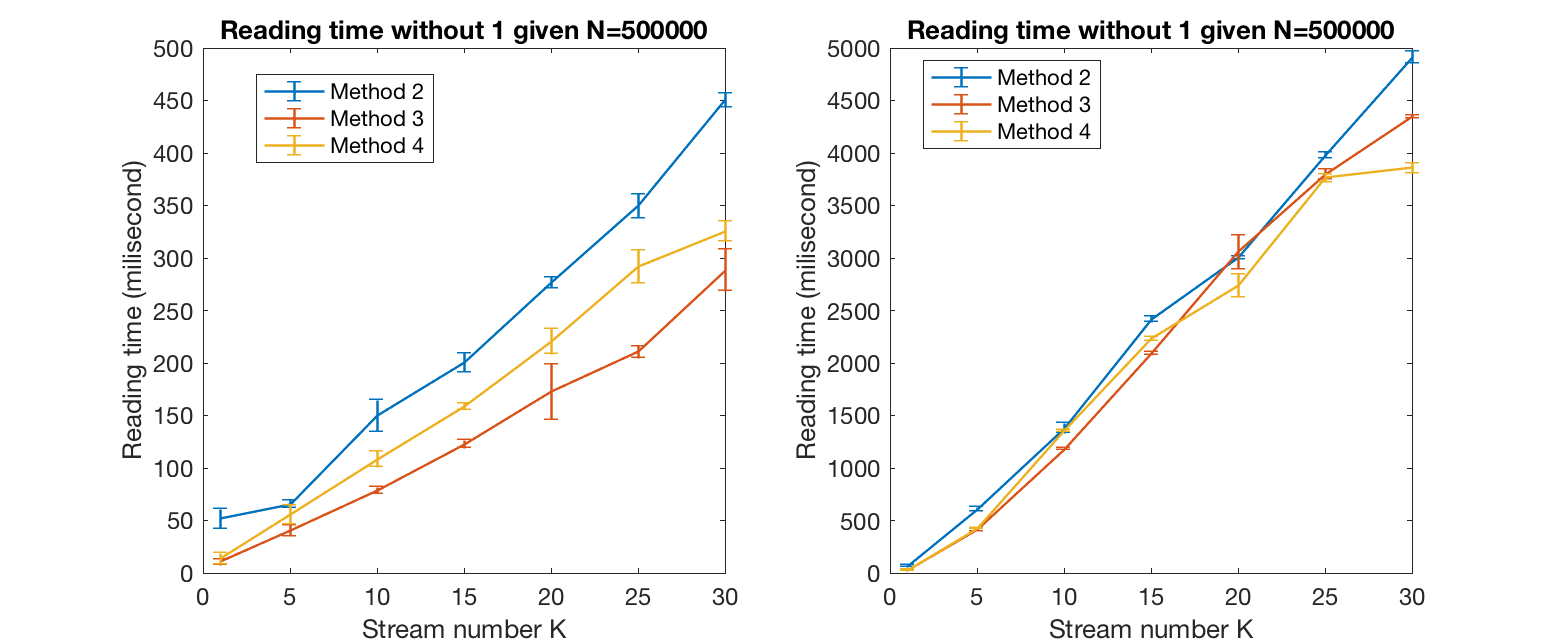 Reading time without 1 given N=500000
500
450
400
350
300
250
200
150
100
50
0
Reading time (milisecond)
Method 2
Method 3
Method 4
0 5 10 15 20 25 30
Stream number K
Reading time without 1 given N=500000
5000
4500
4000
3500
3000
2500
2000
1500
1000
500
0
Reading time (milisecond)
Method 2
Method 3
Method 4
0 5 10 15 20 25 30
Stream number K